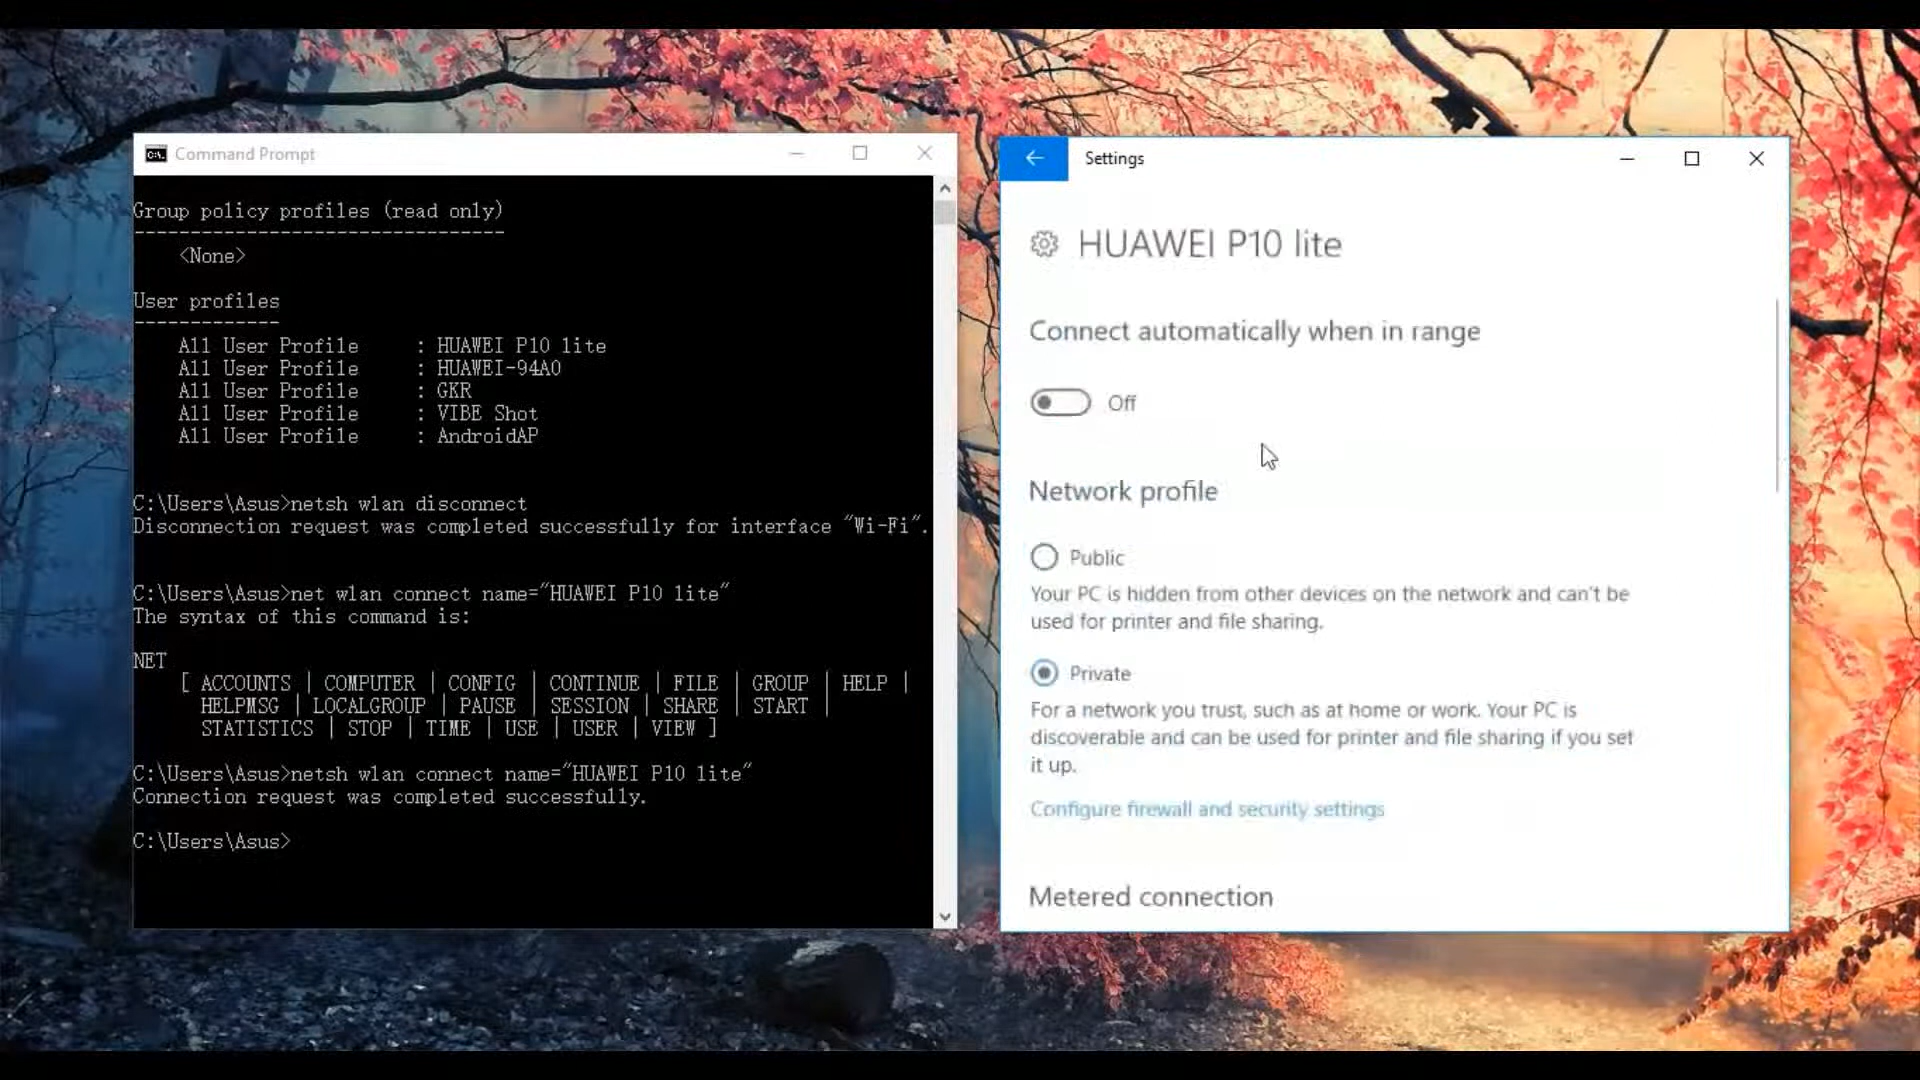 Command Prompt
Group policy profiles (read only)
---------------------------------
<None>
User profiles
-------------
All User Profile : HUAWEI P10 lite
All User Profile : HUAWEI-94A0
All User Profile : GKR
All User Profile : VIBE Shot
All User Profile : AndroidAP
C:\Users\Asus>netsh wlan disconnect
Disconnection request was completed successfully for interface "Wi-Fi".
C:\Users\Asus>net wlan connect name="HUAWEI P10 lite"
The syntax of this command is:
NET
[ ACCOUNTS | COMPUTER | CONFIG | CONTINUE | FILE | GROUP | HELP |
HELPMSG | LOCALGROUP | PAUSE | SESSION | SHARE | START |
STATISTICS | STOP | TIME | USE | USER | VIEW ]
C:\Users\Asus>netsh wlan connect name="HUAWEI P10 lite"
Connection request was completed successfully.
C:\Users\Asus>
Settings
HUAWEI P10 lite
Connect automatically when in range
Off
Network profile
Public
Your PC is hidden from other devices on the network and can't be
used for printer and file sharing.
Private
For a network you trust, such as at home or work. Your PC is
discoverable and can be used for printer and file sharing if you set
it up.
Configure firewall and security settings
Metered connection